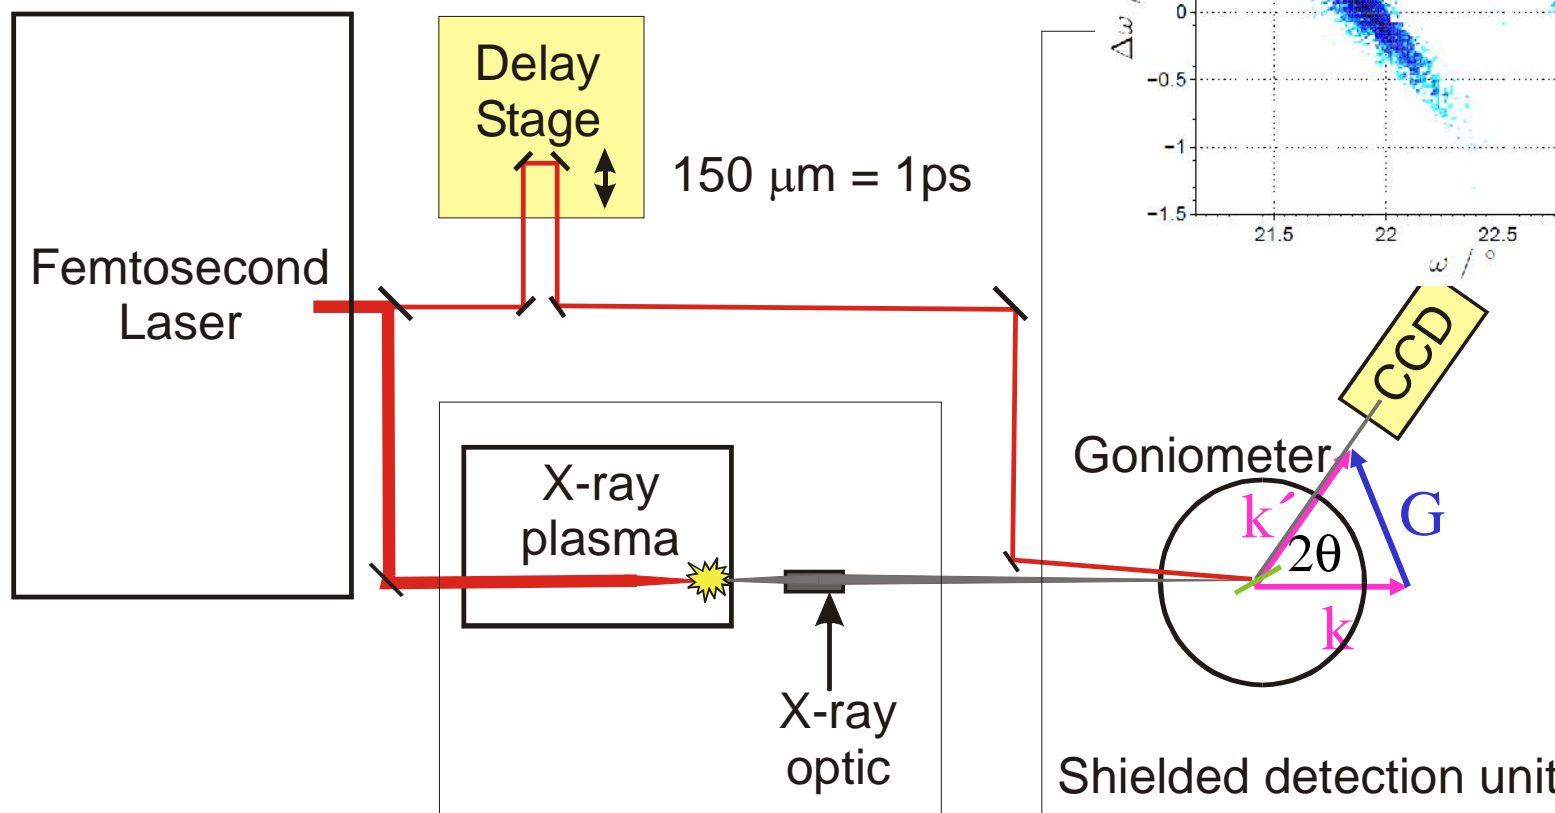 Delay
Stage
150 μm = 1ps
Femtosecond
Laser
X-ray
plasma
X-ray
optic
0
−0.5
−1
−1.5
21.5
22
22.5
Δω /
ω / °
CCD
Goniometer
k´
2θ
G
k
Shielded detection unit